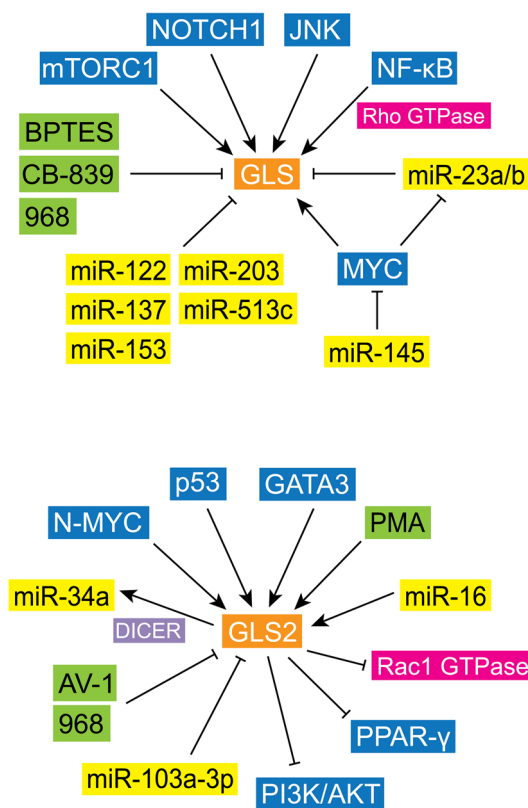 NOTCH1
JNK
mTORC1
NF-κB
Rho GTPase
BPTES
CB-839
968
GLS
miR-23a/b
miR-122
miR-203
MYC
miR-137
miR-513c
miR-153
miR-145
p53
GATA3
N-MYC
PMA
miR-34a
miR-16
DICER
GLS2
Rac1 GTPase
AV-1
968
PPAR-γ
miR-103a-3p
PI3K/AKT